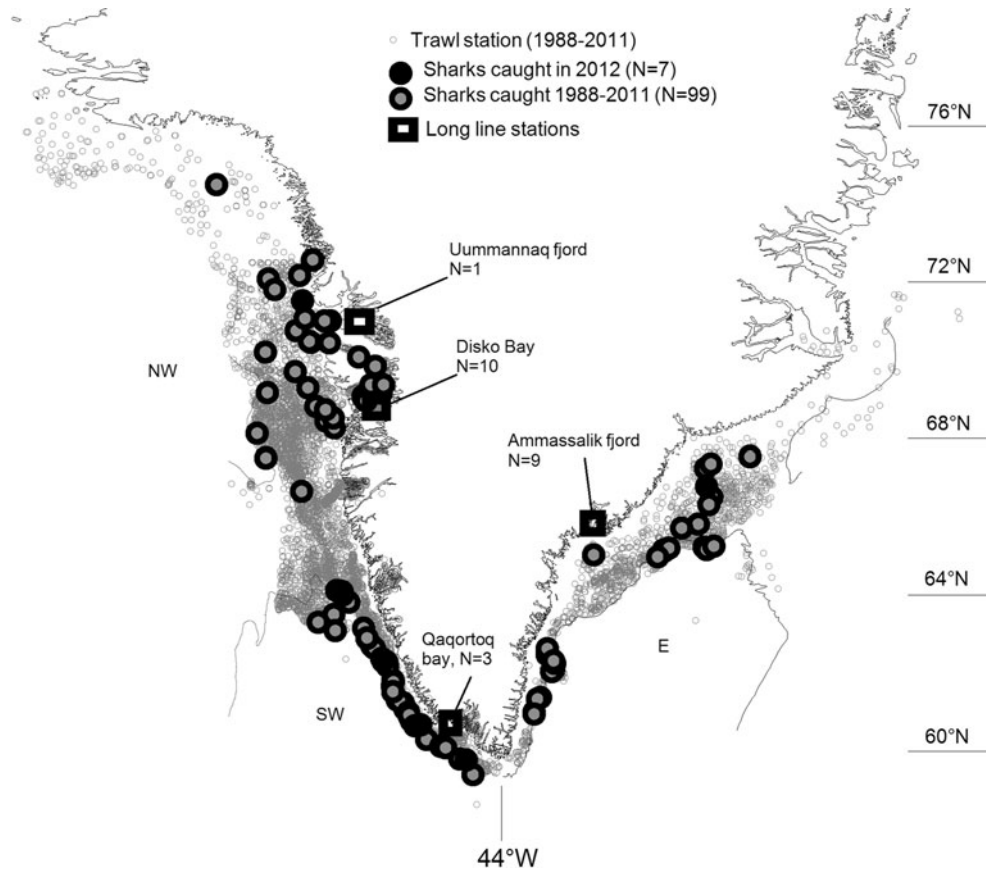 Trawl station (1988-2011)
Sharks caught in 2012 (N=7)
Sharks caught 1988-2011 (N=99)
Long line stations
76°N
Uummannaq fjord
N=1
72°N
NW
Disko Bay
N=10
68°N
Ammassalik fjord
N=9
64°N
Qaqortoq
bay, N=3
E
SW
60°N
44°W